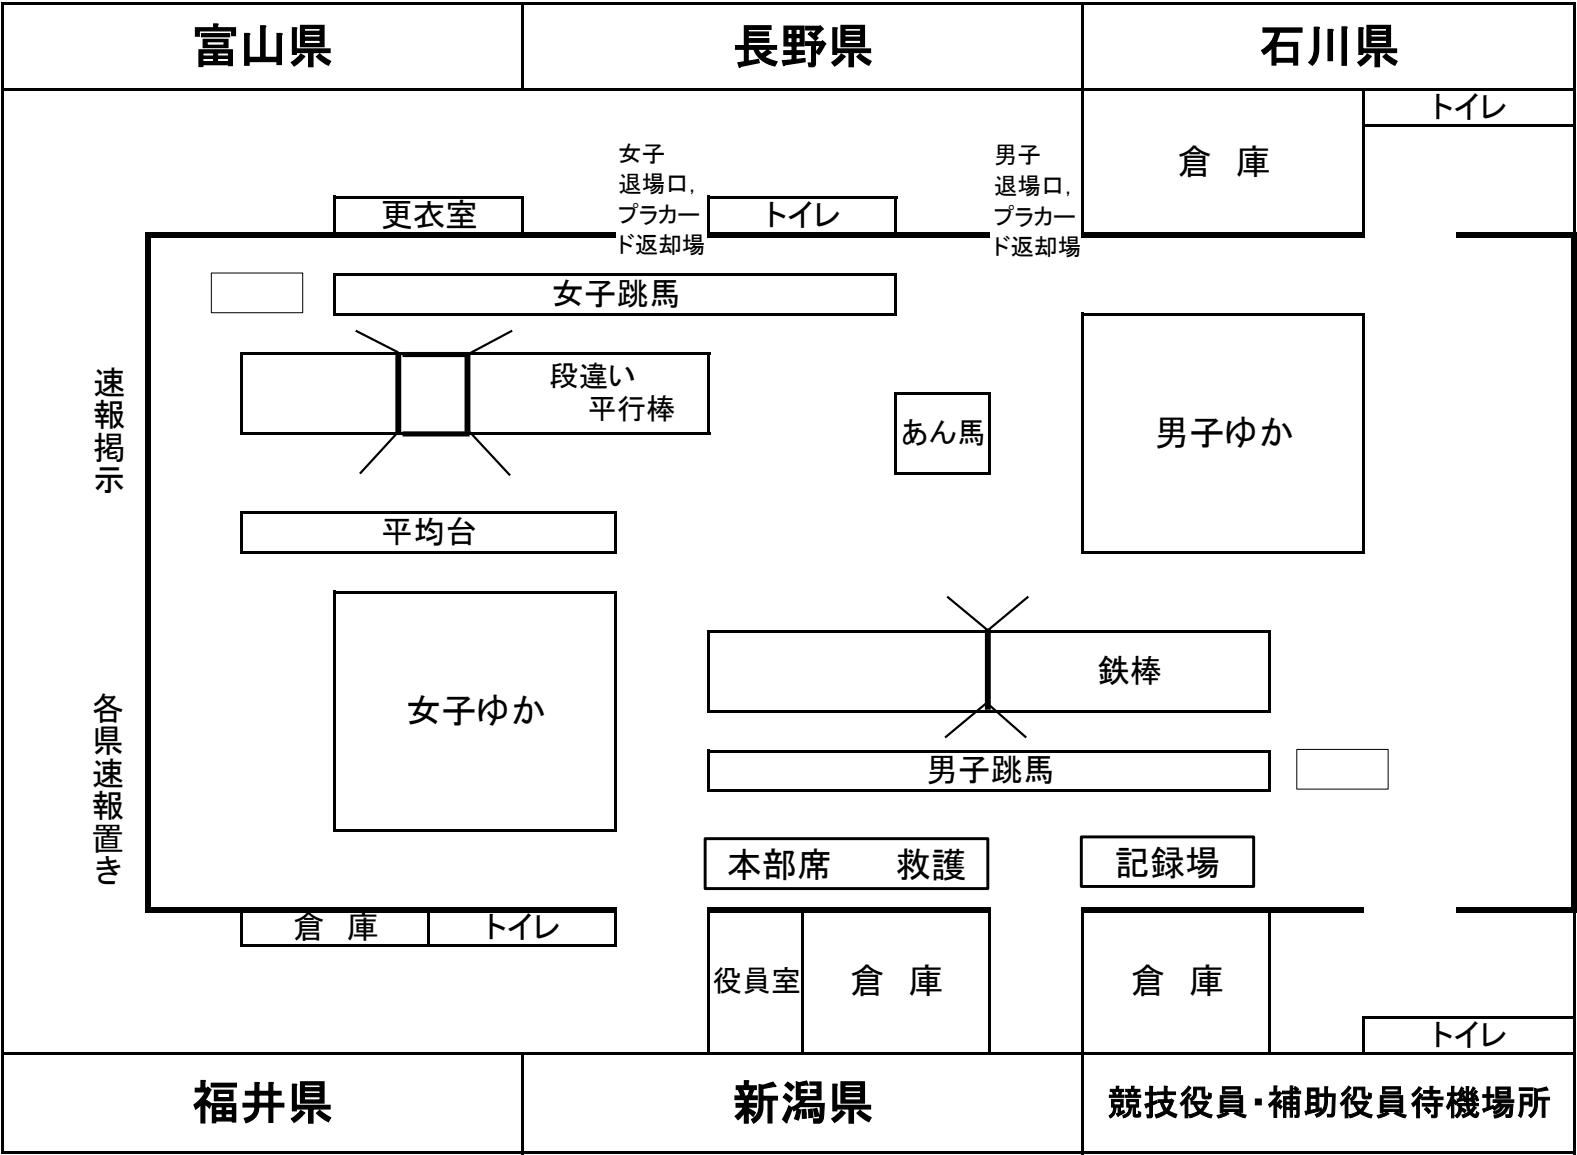 富山県
長野県
石川県
トイレ
倉　庫
女子
退場口，
プラカー
ド返却場
男子
退場口，
プラカー
ド返却場
更衣室
トイレ
女子跳馬
段違い
平行棒
あん馬
男子ゆか
速報掲示
平均台
女子ゆか
鉄棒
各県速報置き
男子跳馬
本部席　救護
記録場
倉　庫
トイレ
役員室
倉　庫
倉　庫
トイレ
福井県
新潟県
競技役員・補助役員待機場所